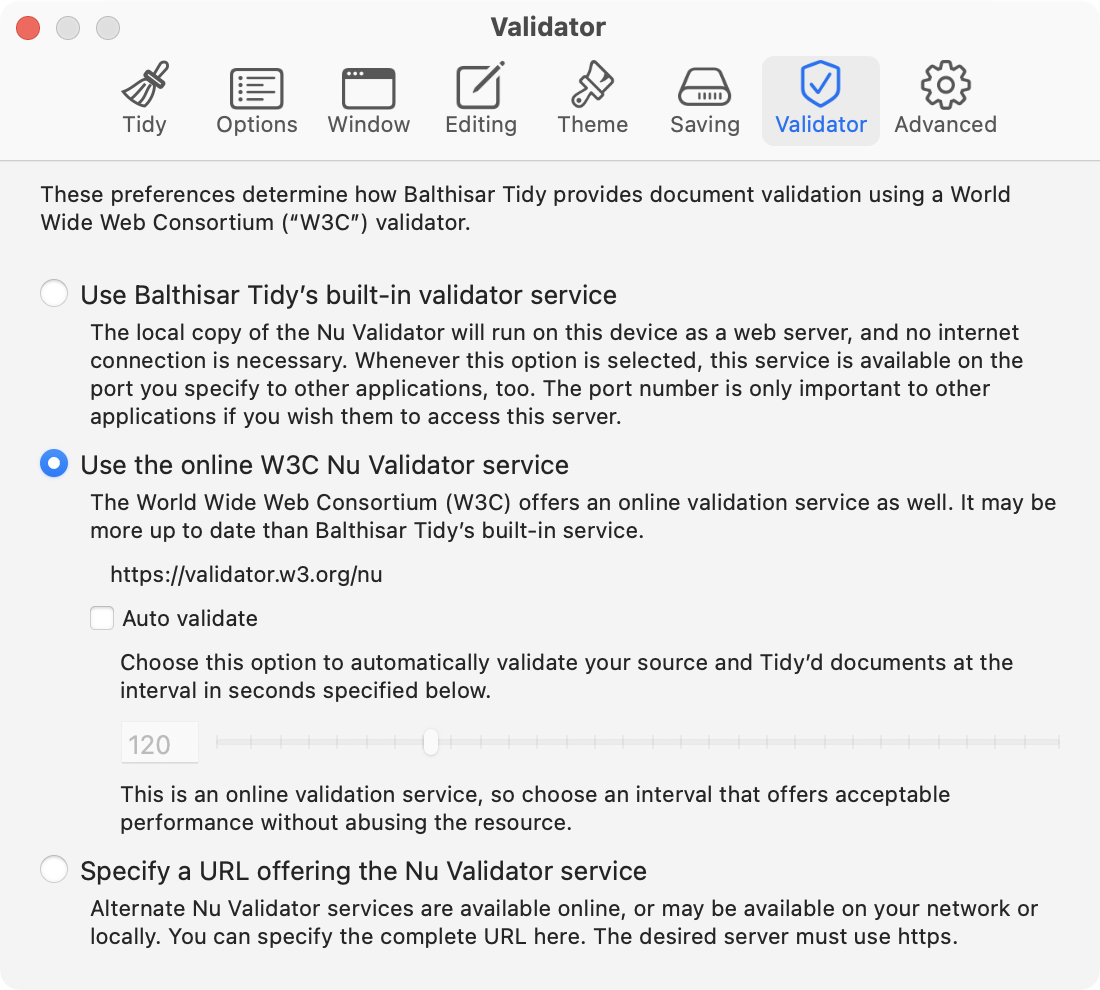 Validator
Tidy
Options
Window
Editing
Theme
Saving
Validator
Advanced
These preferences determine how Balthisar Tidy provides document validation using a World
Wide Web Consortium (“W3C”) validator.
Use Balthisar Tidy’s built-in validator service
The local copy of the Nu Validator will run on this device as a web server, and no internet
connection is necessary. Whenever this option is selected, this service is available on the
port you specify to other applications, too. The port number is only important to other
applications if you wish them to access this server.
Use the online W3C Nu Validator service
The World Wide Web Consortium (W3C) offers an online validation service as well. It may be
more up to date than Balthisar Tidy’s built-in service.
https://validator.w3.org/nu
Auto validate
Choose this option to automatically validate your source and Tidy’d documents at the
interval in seconds specified below.
120
This is an online validation service, so choose an interval that offers acceptable
performance without abusing the resource.
Specify a URL offering the Nu Validator service
Alternate Nu Validator services are available online, or may be available on your network or
locally. You can specify the complete URL here. The desired server must use https.